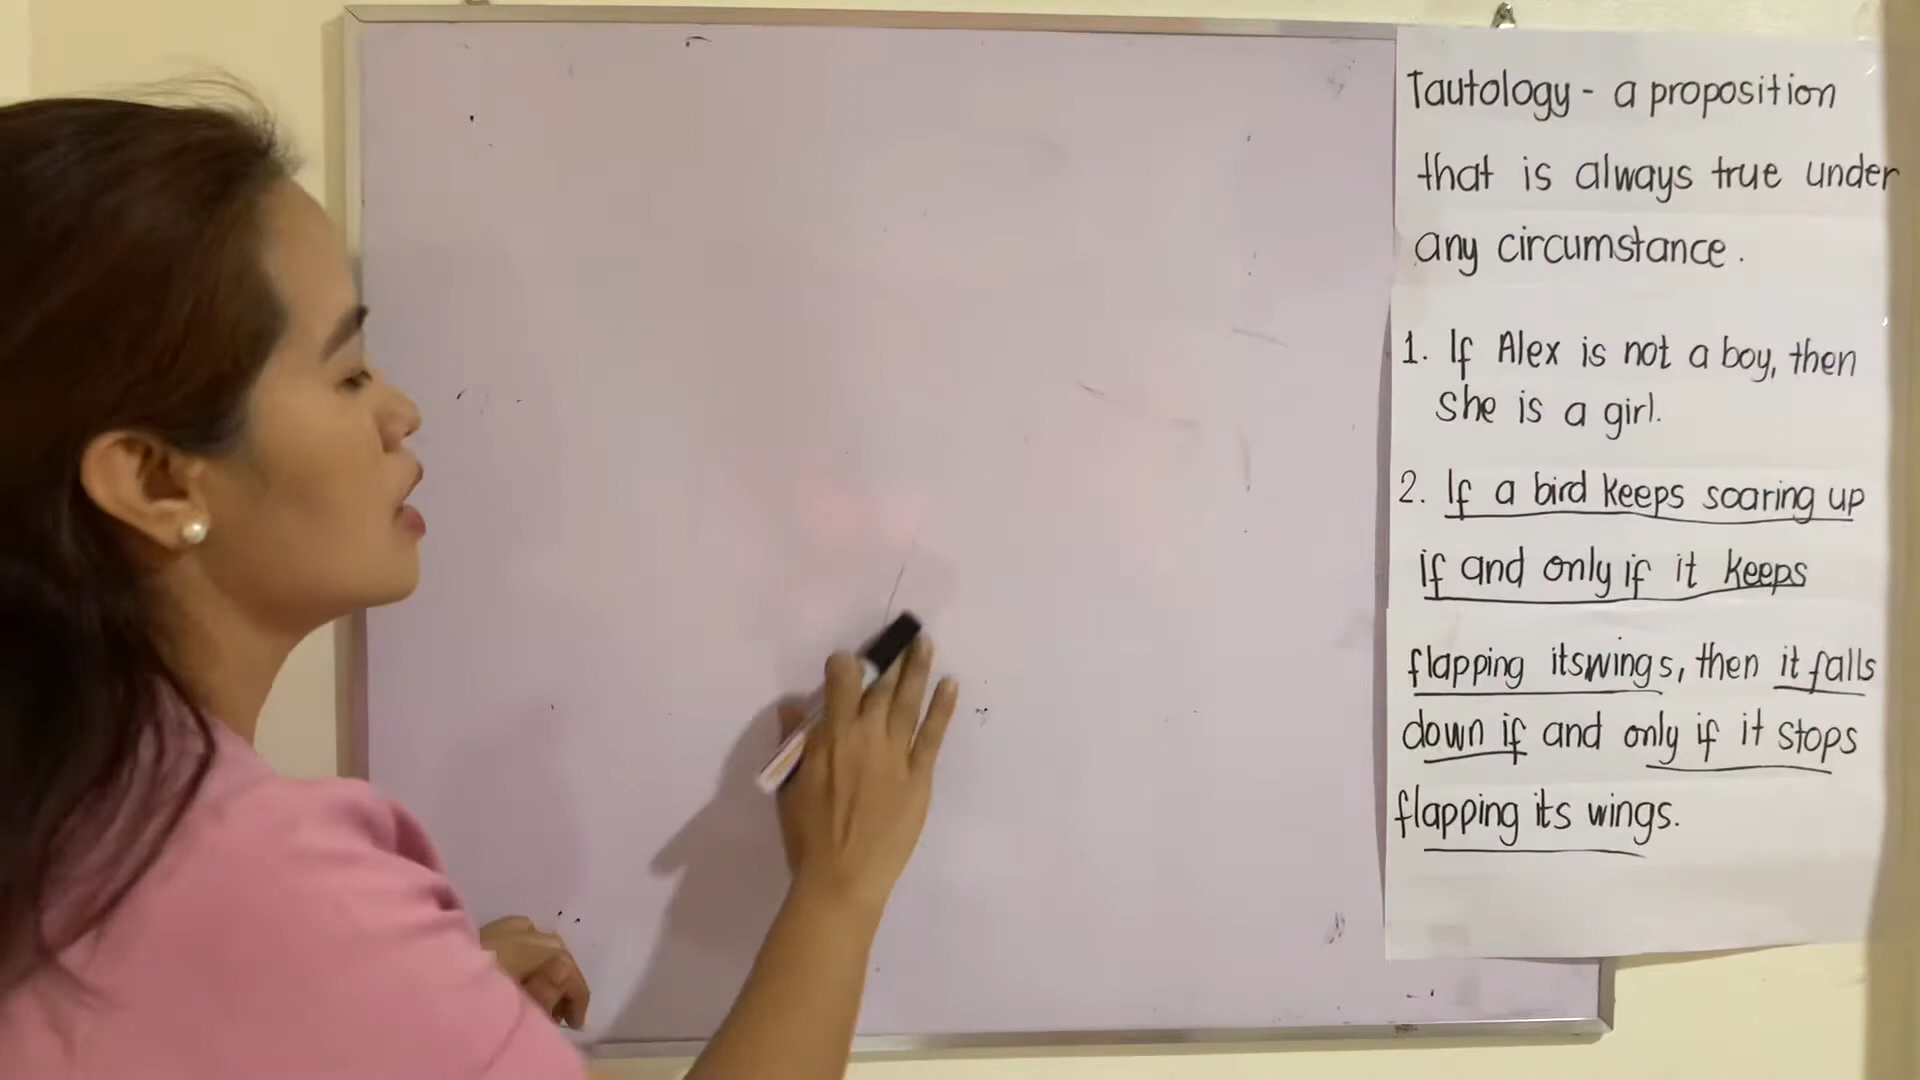 Tautology - a proposition
that is always true under
any circumstance.
1. If Alex is not a boy, then
she is a girl.
2. If a bird keeps soaring up
if and only if it keeps
flapping itswings, then it falls
down if and only if it stops
flapping its wings.